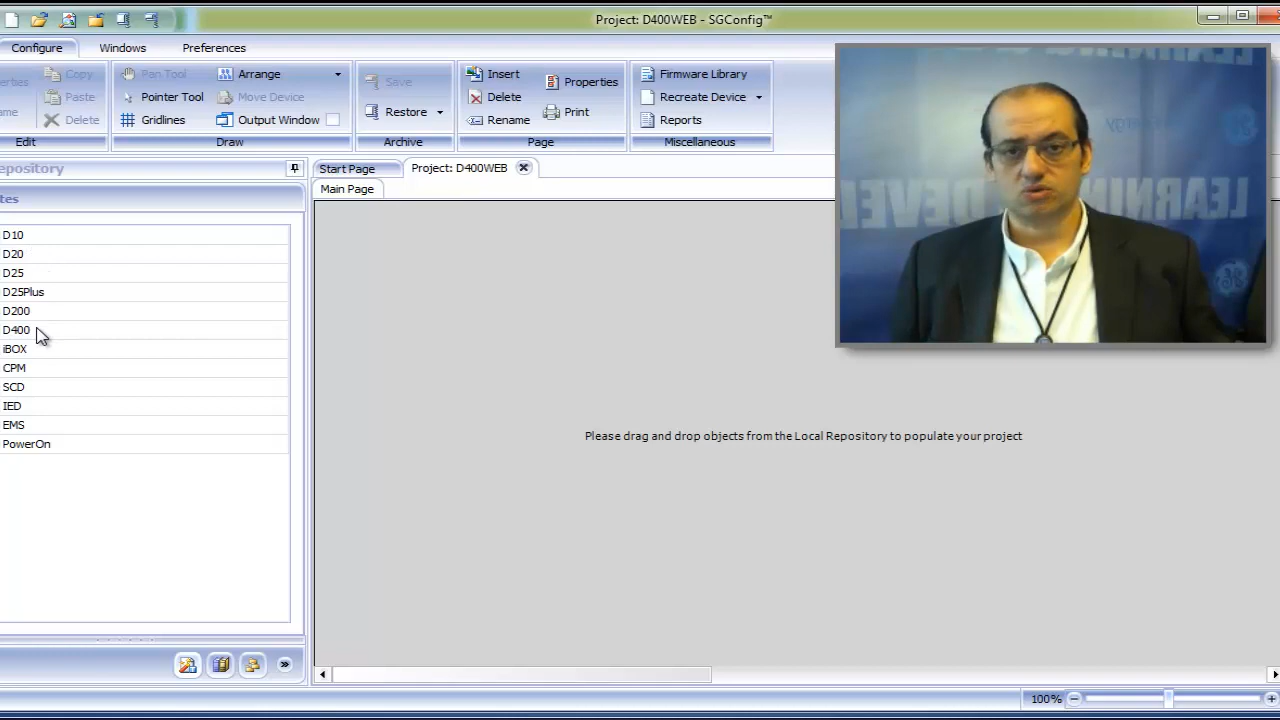 Project: D400WEB - SGConfig™
Configure Windows Preferences
Copy
Pan Tool
Arrange
Save
Insert
Properties
Firmware Library
Paste
Pointer Tool
Move Device
Restore
Delete
Print
Recreate Device
Delete
Gridlines
Output Window
Rename
Reports
Edit
Draw
Archive
Page
Miscellaneous
Start Page
Project: D400WEB
Main Page
D10
D20
D25
D25Plus
D200
D400
iBOX
CPM
SCD
IED
EMS
PowerOn
Please drag and drop objects from the Local Repository to populate your project
100%